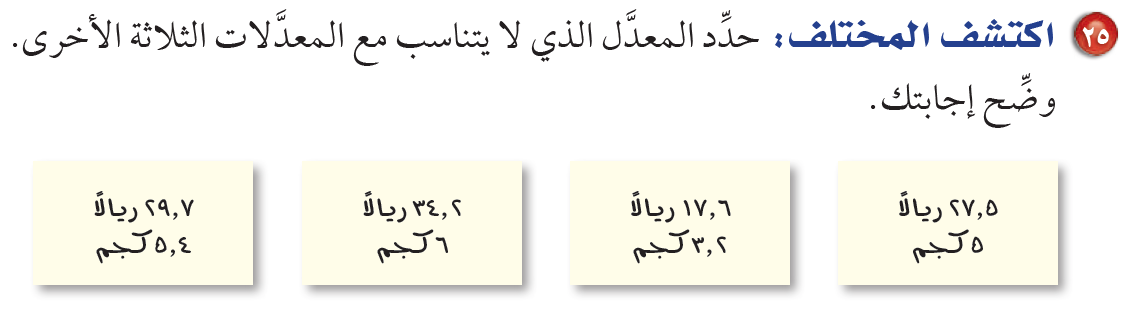 ٢٥ اكتشف المختلف: حدِّد المعدَّل الذي لا يتناسب مع المعدَّلات الثلاثة الأخرى.
وضِّح إجابتك.
٢٧,٥ ريالاً
٥ كجم
١٧,٦ ريالاً
٣,٢ كجم
٣٤,٢ ريالاً
٦ كجم
٢٩,٧ ريالاً
٥,٤ كجم